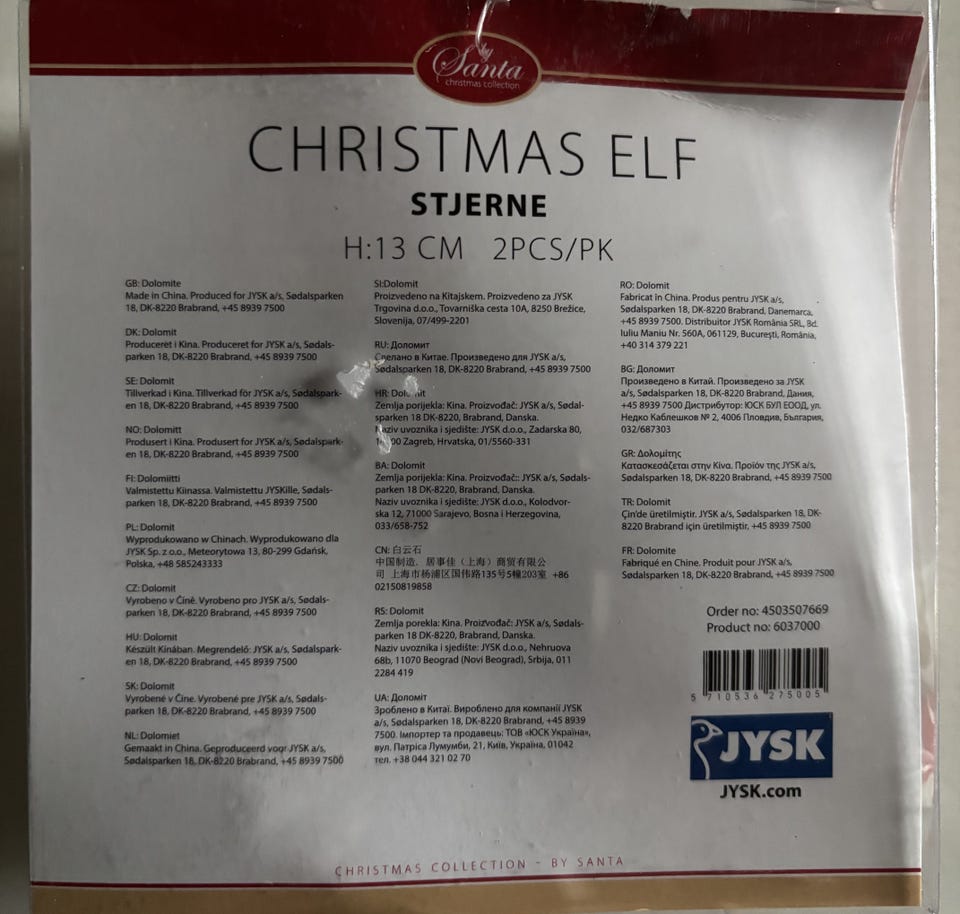 by
Santa
christmas collection
CHRISTMAS ELF
STJERNE
H:13 CM 2PCS/PK
GB: Dolomite
Made in China. Produced for JYSK a/s, Sødalsparken
18, DK-8220 Brabrand, +45 8939 7500
DK: Dolomit
Produceret i Kina. Produceret for JYSK a/s, Sødals-
parken 18, DK-8220 Brabrand, +45 8939 7500
SE: Dolomit
Tillverkad i Kina. Tillverkad för JYSK a/s, Sødalspark-
en 18, DK-8220 Brabrand, +45 8939 7500
NO: Dolomitt
Produsert i Kina. Produsert for JYSK a/s, Sødalspark-
en 18, DK-8220 Brabrand, +45 8939 7500
FI: Dolomiitti
Valmistettu Kiinassa. Valmistettu JYSKille, Sødals-
parken 18, DK-8220 Brabrand, +45 8939 7500
PL: Dolomit
Wyprodukowano w Chinach. Wyprodukowano dla
JYSK Sp. z o.o., Meteorytowa 13, 80-299 Gdańsk,
Polska, +48 585243333
CZ: Dolomit
Vyrobeno v Číně. Vyrobeno pro JYSK a/s, Sødals-
parken 18, DK-8220 Brabrand, +45 8939 7500
HU: Dolomit
Készült Kínában. Megrendelő: JYSK a/s, Sødalspark-
en 18, DK-8220 Brabrand, +45 8939 7500
SK: Dolomit
Vyrobené v Číne. Vyrobené pre JYSK a/s, Sødals-
parken 18, DK-8220 Brabrand, +45 8939 7500
NL: Dolomiet
Gemaakt in China. Geproduceerd voor JYSK a/s,
Sødalsparken 18, DK-8220 Brabrand, +45 8939 7500
SI:Dolomit
Proizvedeno na Kitajskem. Proizvedeno za JYSK
Trgovina d.o.o., Tovarniška cesta 10A, 8250 Brežice,
Slovenija, 07/499-2201
RU: Доломит
Сделано в Китае. Произведено для JYSK a/s,
Sødalsparken 18, DK-8220 Brabrand, +45 8939 7500
HR: Dolomit
Zemlja porijekla: Kina. Proizvođač: JYSK a/s, Sødal-
sparken 18 DK-8220, Brabrand, Danska.
Naziv uvoznika i sjedište: JYSK d.o.o., Zadarska 80,
Zagreb, Hrvatska, 01/5560-331
BA: Dolomit
Zemlja porijekla: Kina. Proizvođač:: JYSK a/s, Sødals-
parken 18 DK-8220 Brabrand, Danska.
Naziv uvoznika i sjedište: JYSK d.o.o., Kolodvor-
ska 12, 71000 Sarajevo, Bosna i Herzegovina,
033/658-752
CN: 白云石
中国制造. 居事佳（上海）商贸有限公
司 上海市杨浦区国伟路135号5幢203室 +86
02150819858
RS: Dolomit
Zemlja porekla: Kina. Proizvođač: JYSK a/s, Sødals-
parken 18 DK-8220, Brabrand, Danska.
Naziv uvoznika i sjedište: JYSK d.o.o., Nehruova
68b, 11070 Beograd (Novi Beograd), Srbija, 011
2284 419
UA: Доломіт
Зроблено в Китаї. Вироблено для компанії JYSK
a/s, Sødalsparken 18, DK-8220 Brabrand, +45 8939
7500. Імпортер та продавець: ТОВ «ЮСК Україна»,
вул. Патріса Лумумби, 21, Київ, Україна, 01042
тел. +38 044 321 02 70
RO: Dolomit
Fabricat în China. Produs pentru JYSK a/s,
Sødalsparken 18, DK-8220 Brabrand, Danemarca,
+45 8939 7500. Distribuitor JYSK România SRL, Bd.
Iuliu Maniu Nr. 560A, 061129, București, România,
+40 314 379 221
BG: Доломит
Произведено в Китай. Произведено за JYSK
a/s, Sødalsparken 18, DK-8220 Brabrand, Дания,
+45 8939 7500 Дистрибутор: ЮСК БУЛ ЕООД, ул.
Недко Каблешков № 2, 4006 Пловдив, България,
032/687303
GR: Δολομίτης
Κατασκεσάζεται στην Κίνα. Προϊόν της JYSK a/s,
Sødalsparken 18, DK-8220 Brabrand, +45 8939 7500
TR: Dolomit
Çin'de üretilmiştir. JYSK a/s, Sødalsparken 18, DK-
8220 Brabrand için üretilmiştir, +45 8939 7500
FR: Dolomite
Fabriqué en Chine. Produit pour JYSK a/s,
Sødalsparken 18, DK-8220 Brabrand, +45 8939 7500
Order no: 4503507669
Product no: 6037000
5 710536 275005
JYSK
JYSK.com
CHRISTMAS COLLECTION - BY SANTA